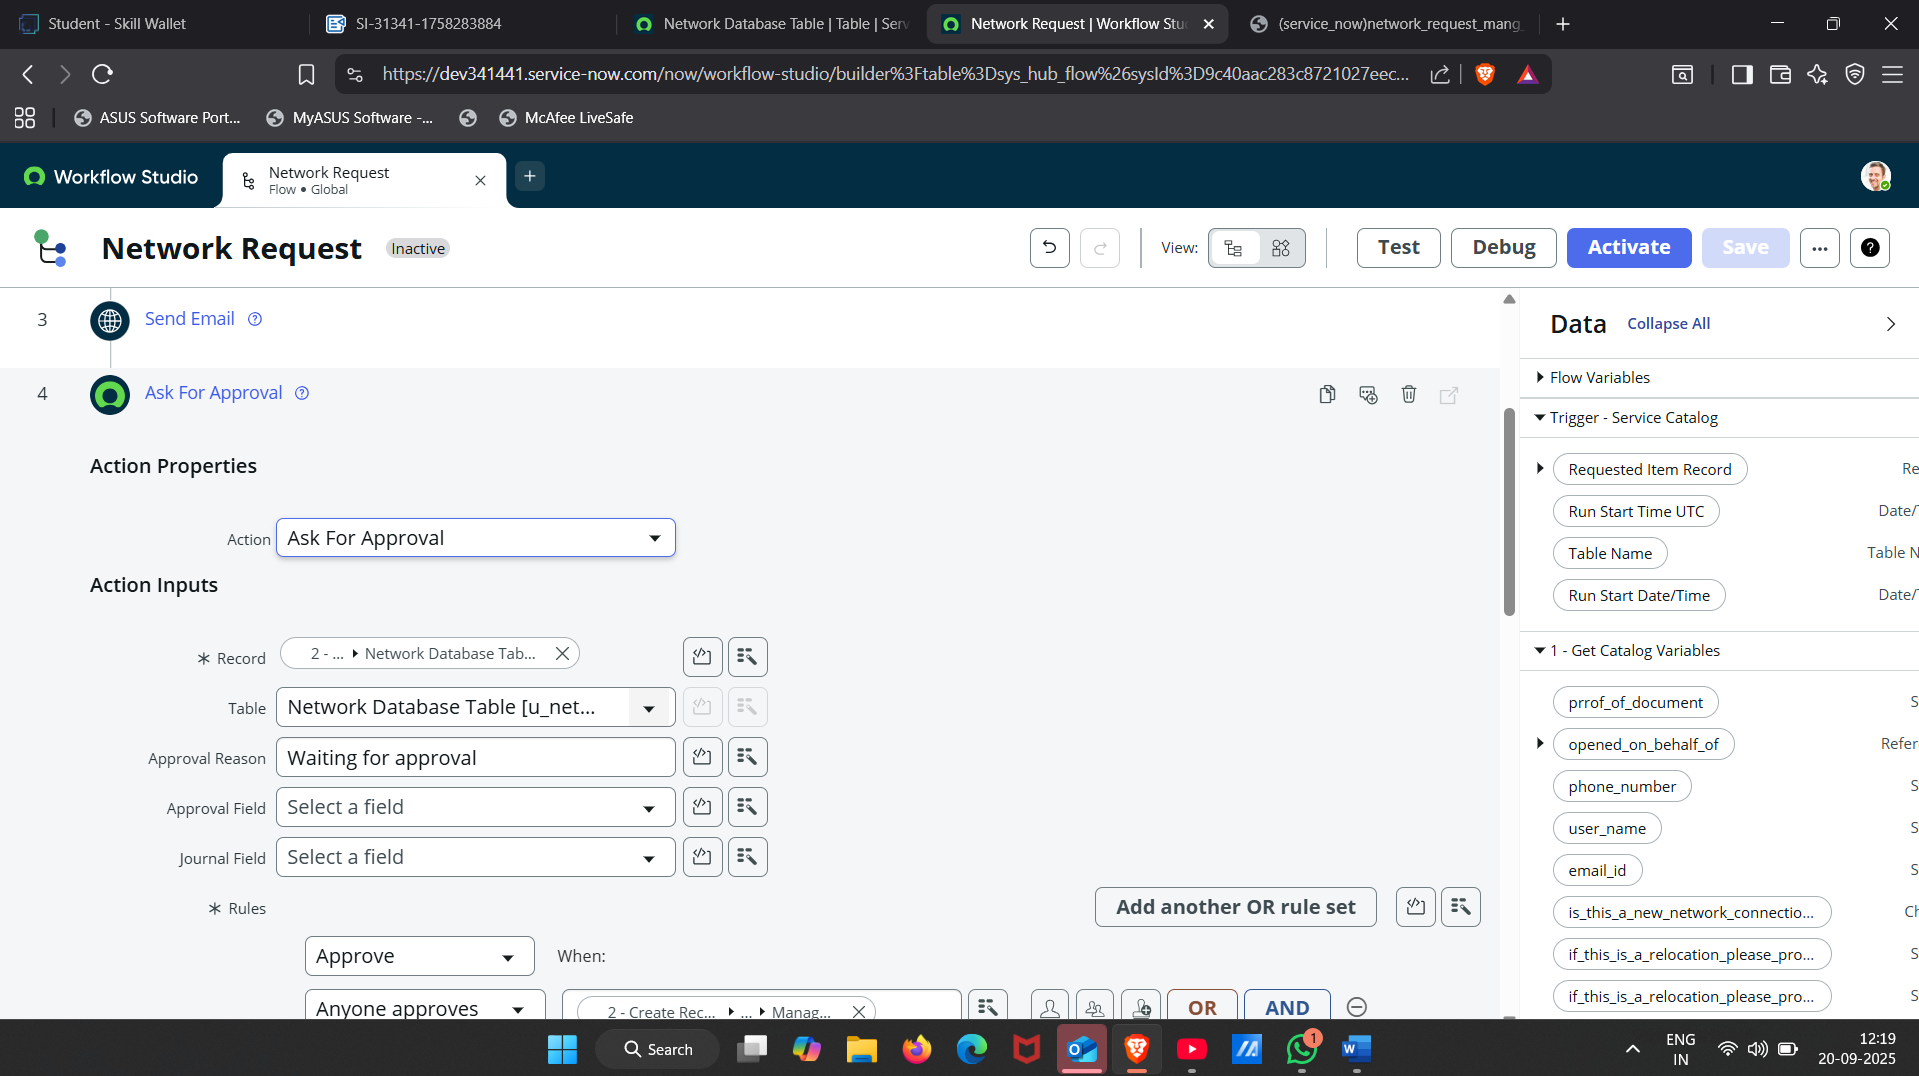 Student - Skill Wallet
SI-31341-1758283884
Network Database Table | Table | Serv
Network Request | Workflow Stu
(service_now)network_request_mang
https://dev341441.service-now.com/now/workflow-studio/builder%3Ftable%3Dsys_hub_flow%26sysId%3D9c40aac283c8721027eec...
ASUS Software Port...
MyASUS Software -...
McAfee LiveSafe
Workflow Studio
Network Request
Flow • Global
Network Request
Inactive
View:
Test
Debug
Activate
Save
3
Send Email
4
Ask For Approval
Action Properties
Action
Ask For Approval
Action Inputs
Record
2 - ... Network Database Tab...
Table
Network Database Table [u_net...
Approval Reason
Waiting for approval
Approval Field
Select a field
Journal Field
Select a field
Rules
Add another OR rule set
Approve
When:
Anyone approves
2 - Create Rec... ... Manag...
OR
AND
Data
Collapse All
Flow Variables
Trigger - Service Catalog
Requested Item Record
Re
Run Start Time UTC
Date/T
Table Name
Table N
Run Start Date/Time
Date/T
1 - Get Catalog Variables
prrof_of_document
S
opened_on_behalf_of
Refer
phone_number
S
user_name
S
email_id
S
is_this_a_new_network_connectio...
Ch
if_this_is_a_relocation_please_pro...
S
if_this_is_a_relocation_please_pro...
S
Search
1
ENG
IN
12:19
20-09-2025